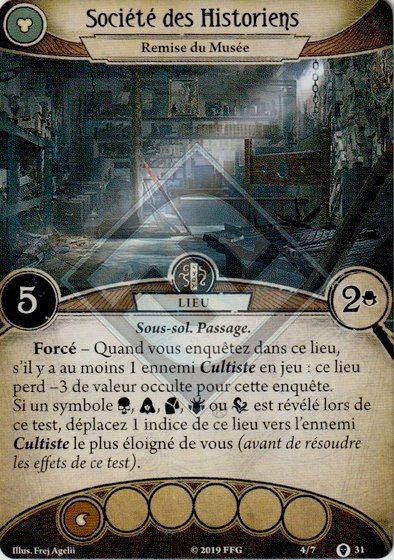 Société des Historiens
Remise du Musée
5
2
LIEU
Sous-sol. Passage.
Forcé – Quand vous enquêtez dans ce lieu,
s'il y a au moins 1 ennemi Cultiste en jeu : ce lieu
perd –3 de valeur occulte pour cette enquête.
Si un symbole , , , ou est révélé lors de
ce test, déplacez 1 indice de ce lieu vers l'ennemi
Cultiste le plus éloigné de vous (avant de résoudre
les effets de ce test).
Illus. Frej Agelii
© 2019 FFG
4/7
31